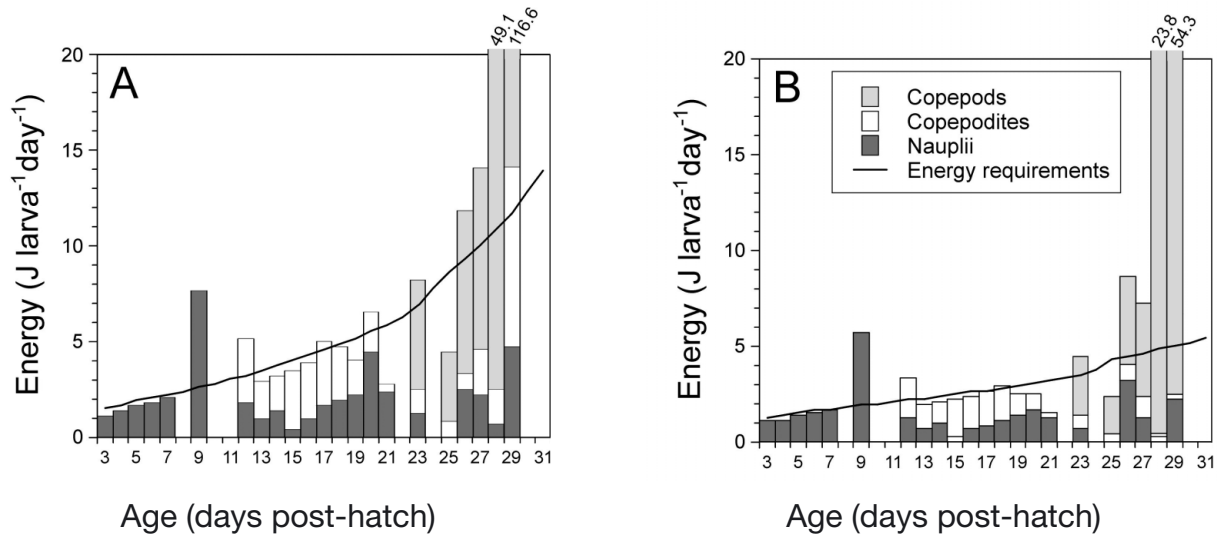 49.1
116.6
20
15
10
5
0
A
Energy (J larva⁻¹day⁻¹)
3 5 7 9 11 13 15 17 19 21 23 25 27 29 31
Age (days post-hatch)
23.8
54.3
20
15
10
5
0
B
Copepods
Copepodites
Nauplii
Energy requirements
Energy (J larva⁻¹day⁻¹)
3 5 7 9 11 13 15 17 19 21 23 25 27 29 31
Age (days post-hatch)